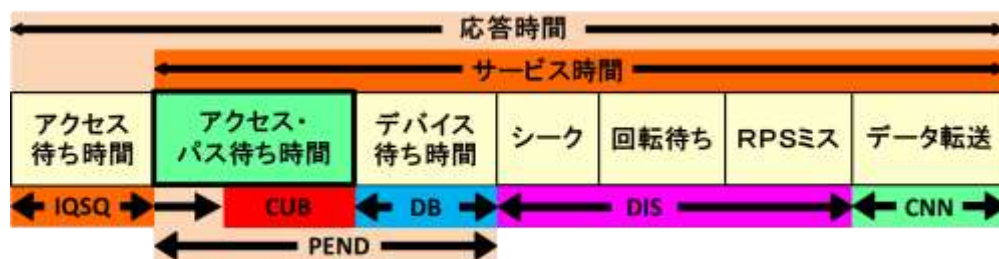 応答時間
サービス時間
アクセス
待ち時間
アクセス・
パス待ち時間
デバイス
待ち時間
シーク
回転待ち
RPSミス
データ転送
IQSQ
CUB
DB
DIS
CNN
PEND